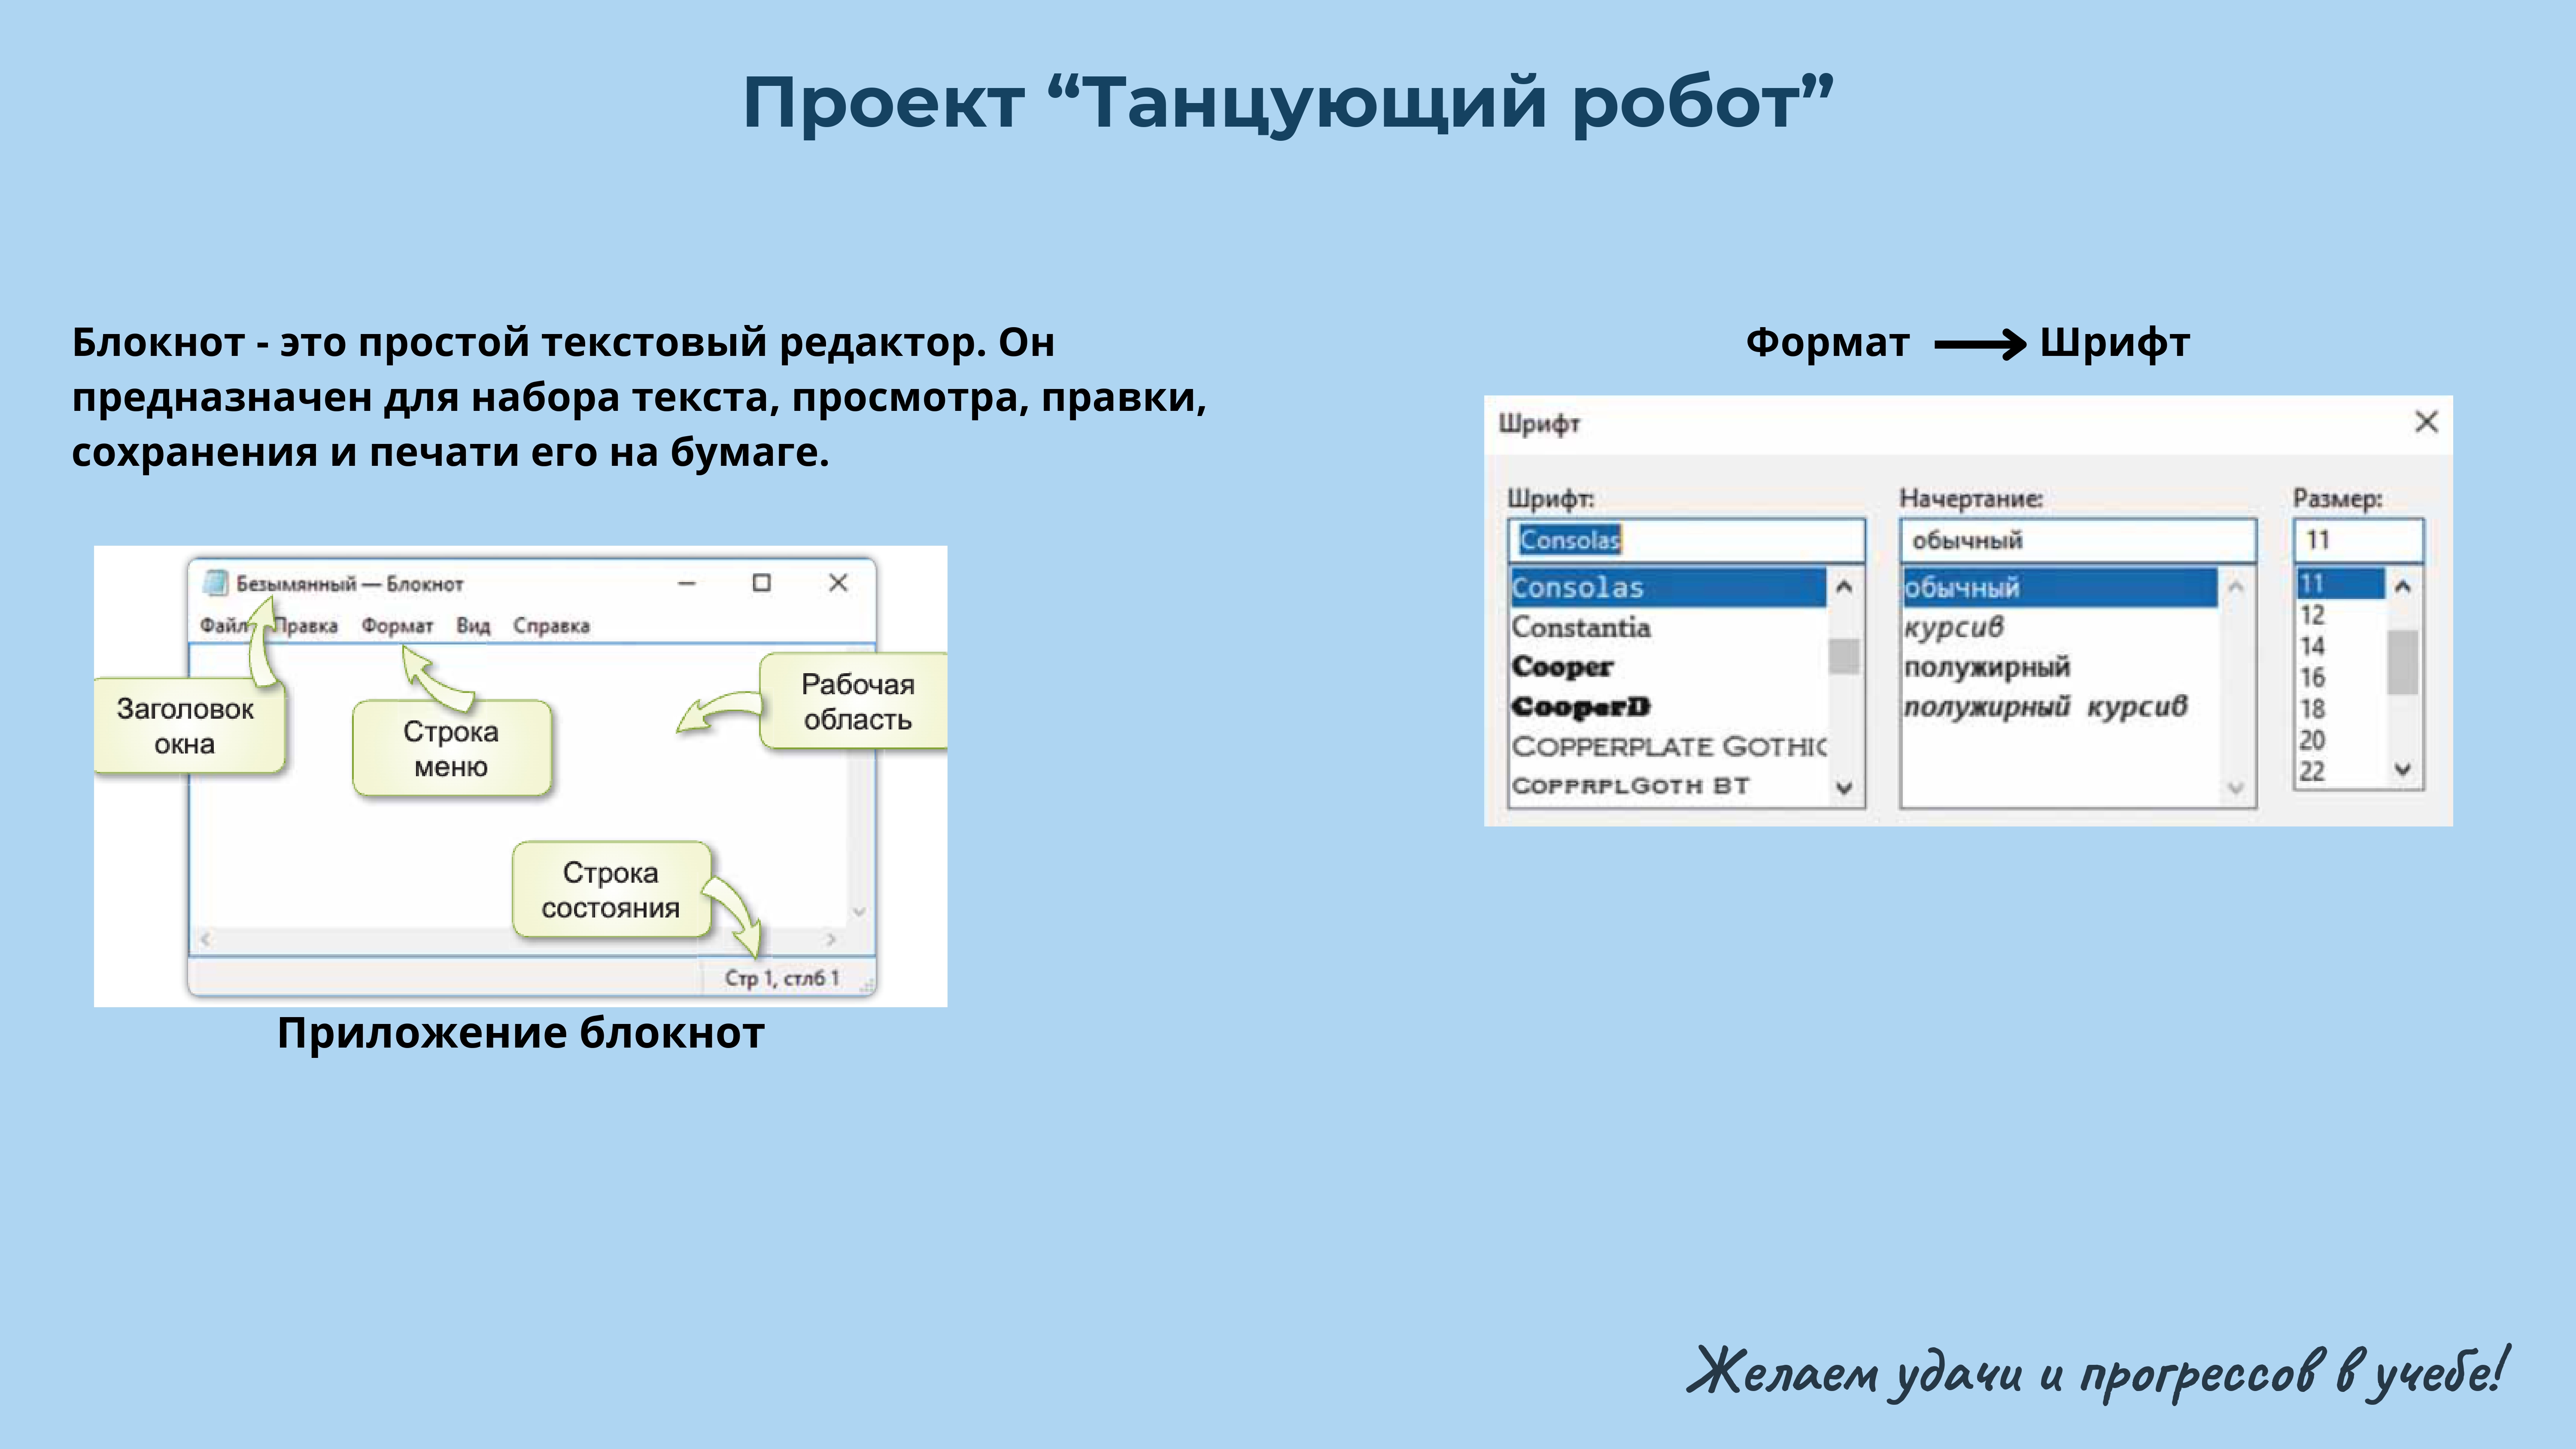 Проект “Танцующий робот”
Блокнот - это простой текстовый редактор. Он
предназначен для набора текста, просмотра, правки,
сохранения и печати его на бумаге.
Безымянный — Блокнот
Файл Правка Формат Вид Справка
Заголовок
окна
Строка
меню
Рабочая
область
Строка
состояния
Стр 1, стлб 1
Приложение блокнот
Формат → Шрифт
Шрифт
Шрифт:
Consolas
Consolas
Constantia
Cooper
CooperD
COPPERPLATE GOTHIC
COPPRPLGOTH BT
Начертание:
обычный
обычный
курсив
полужирный
полужирный курсив
Размер:
11
11
12
14
16
18
20
22
Желаем удачи и прогрессов в учебе!